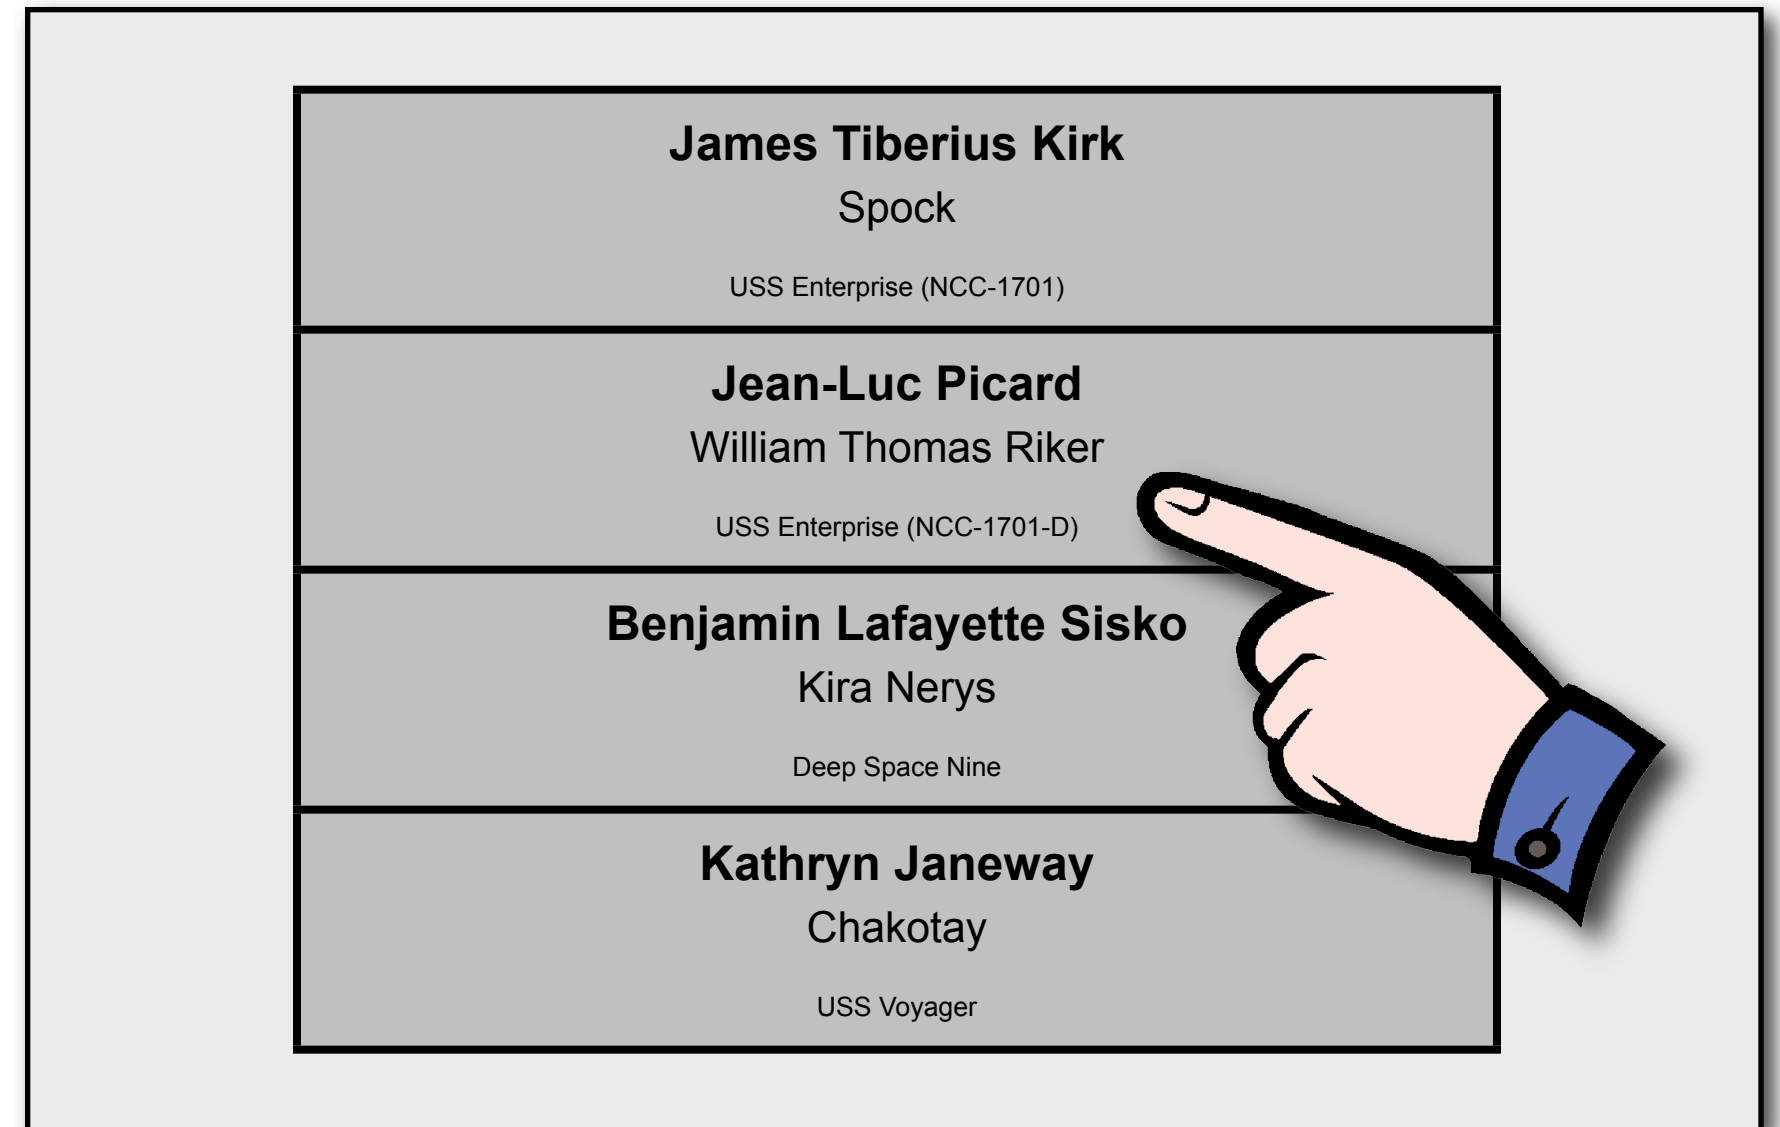 James Tiberius Kirk
Spock
USS Enterprise (NCC-1701)
Jean-Luc Picard
William Thomas Riker
USS Enterprise (NCC-1701-D)
Benjamin Lafayette Sisko
Kira Nerys
Deep Space Nine
Kathryn Janeway
Chakotay
USS Voyager